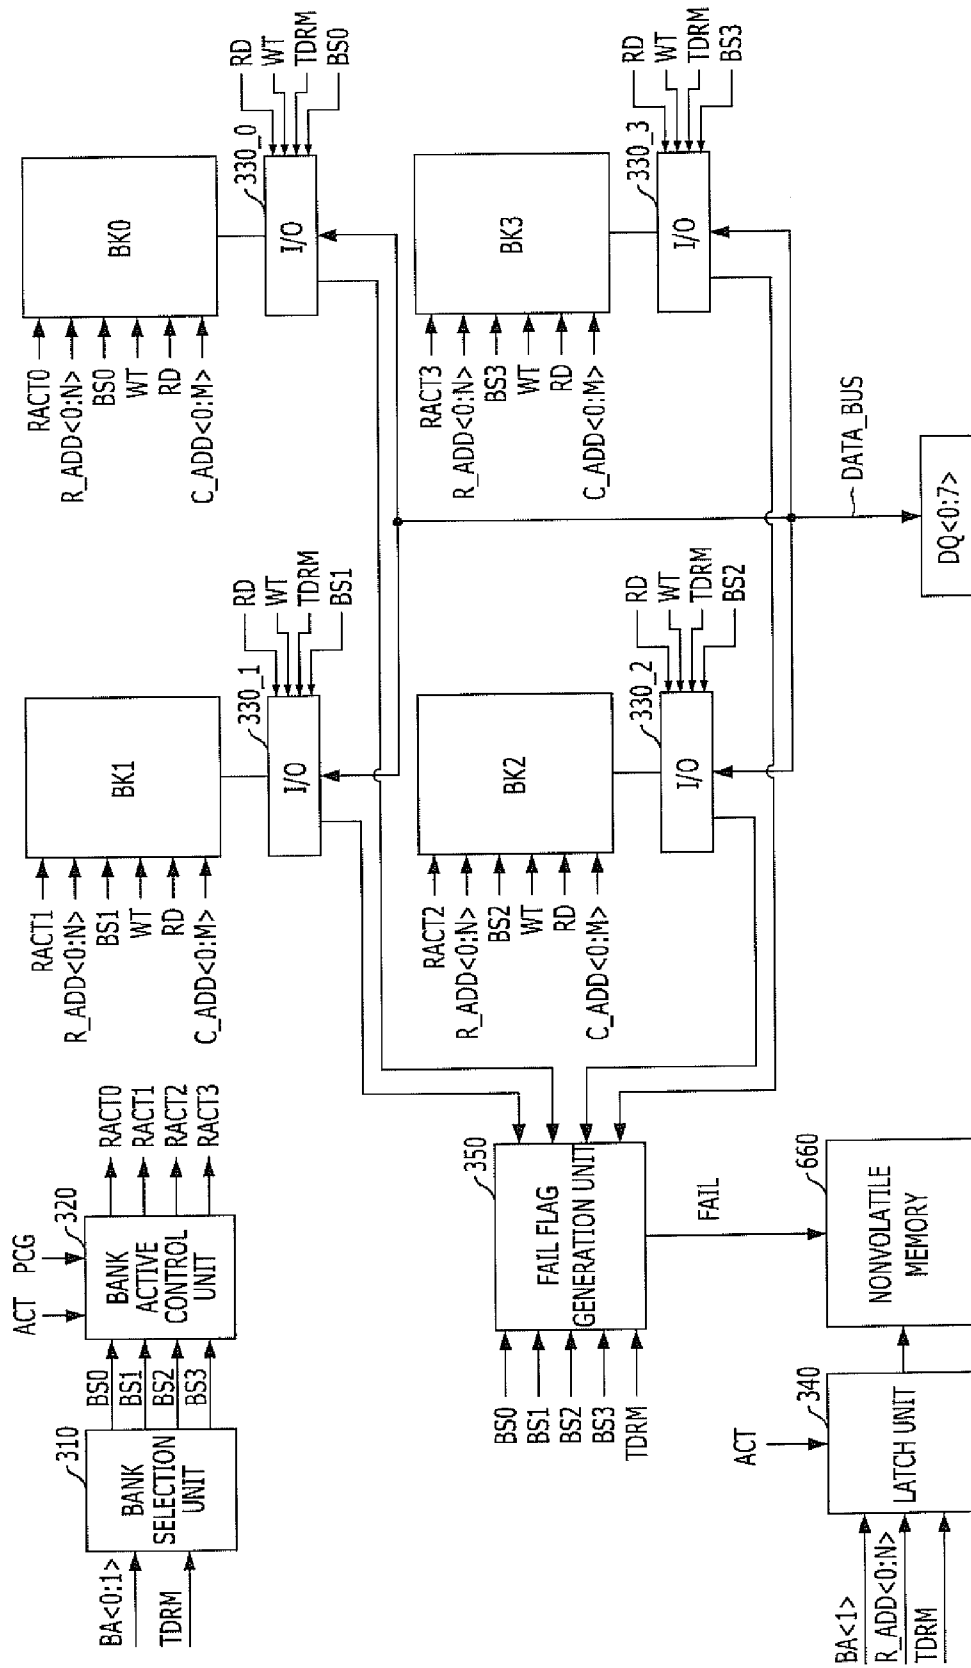 BA<0:1>
TDRM
310
BANK
SELECTION
UNIT
BS0
BS1
BS2
BS3
ACT
PCG
320
BANK
ACTIVE
CONTROL
UNIT
RACT0
RACT1
RACT2
RACT3
RACT1
R_ADD<0:N>
BS1
WT
RD
C_ADD<0:M>
BK1
330_1
I/O
RD
WT
TDRM
BS1
RACT0
R_ADD<0:N>
BS0
WT
RD
C_ADD<0:M>
BK0
330_0
I/O
RD
WT
TDRM
BS0
BS0
BS1
BS2
BS3
TDRM
350
FAIL FLAG
GENERATION UNIT
FAIL
RACT2
R_ADD<0:N>
BS2
WT
RD
C_ADD<0:M>
BK2
330_2
I/O
RD
WT
TDRM
BS2
RACT3
R_ADD<0:N>
BS3
WT
RD
C_ADD<0:M>
BK3
330_3
I/O
RD
WT
TDRM
BS3
BA<1>
R_ADD<0:N>
TDRM
ACT
340
LATCH UNIT
660
NONVOLATILE
MEMORY
DATA_BUS
DQ<0:7>